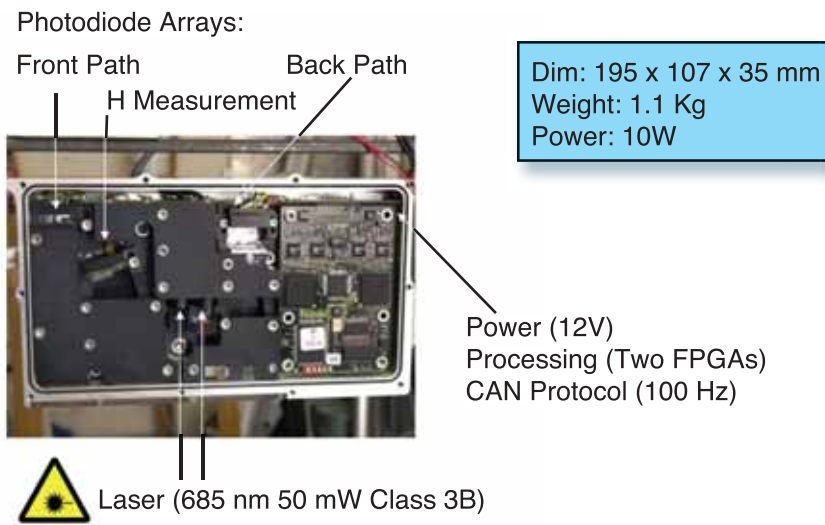 Photodiode Arrays:
Front Path
Back Path
H Measurement
Dim: 195 x 107 x 35 mm
Weight: 1.1 Kg
Power: 10W
Power (12V)
Processing (Two FPGAs)
CAN Protocol (100 Hz)
Laser (685 nm 50 mW Class 3B)